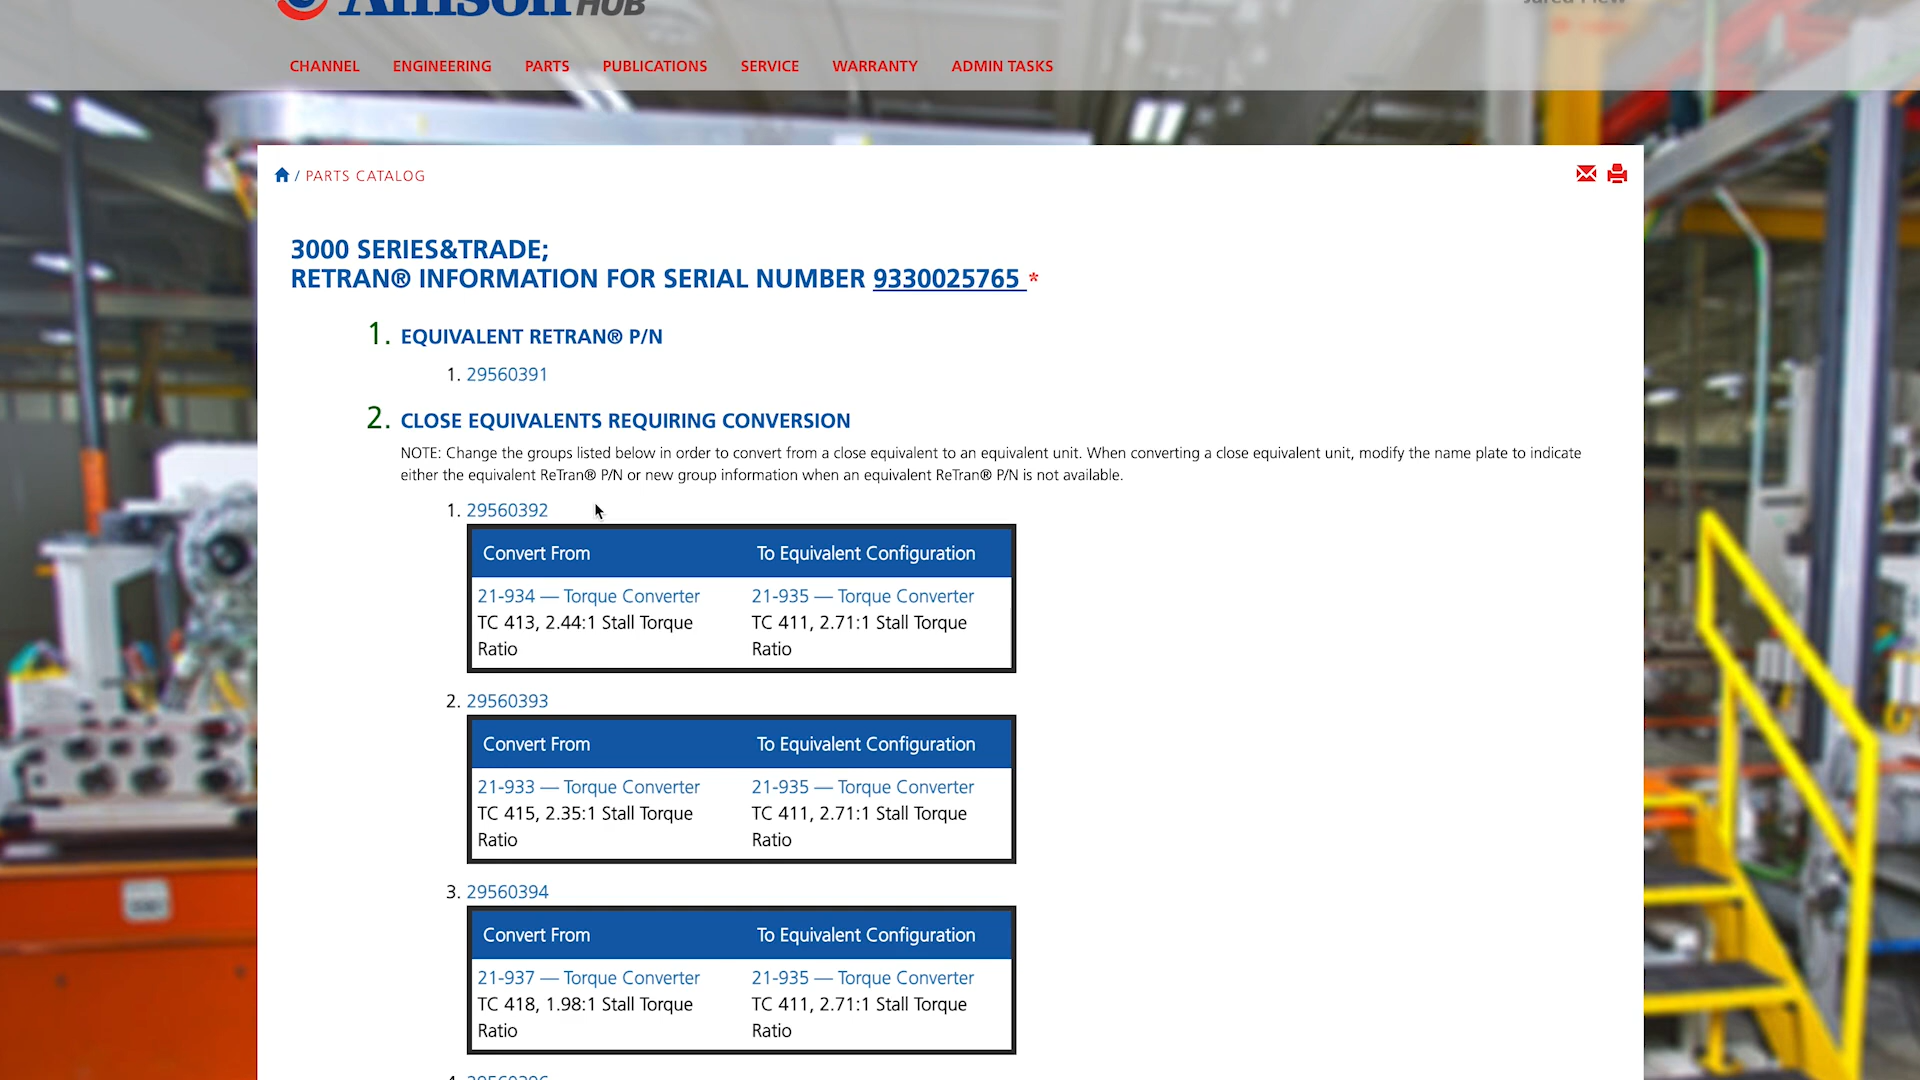 Allison HUB
CHANNEL ENGINEERING PARTS PUBLICATIONS SERVICE WARRANTY ADMIN TASKS
/ PARTS CATALOG
3000 SERIES&TRADE;
RETRAN® INFORMATION FOR SERIAL NUMBER 9330025765 *
1. EQUIVALENT RETRAN® P/N
1. 29560391
2. CLOSE EQUIVALENTS REQUIRING CONVERSION
NOTE: Change the groups listed below in order to convert from a close equivalent to an equivalent unit. When converting a close equivalent unit, modify the name plate to indicate
either the equivalent ReTran® P/N or new group information when an equivalent ReTran® P/N is not available.
1. 29560392
Convert From To Equivalent Configuration
21-934 — Torque Converter 21-935 — Torque Converter
TC 413, 2.44:1 Stall Torque TC 411, 2.71:1 Stall Torque
Ratio Ratio
2. 29560393
Convert From To Equivalent Configuration
21-933 — Torque Converter 21-935 — Torque Converter
TC 415, 2.35:1 Stall Torque TC 411, 2.71:1 Stall Torque
Ratio Ratio
3. 29560394
Convert From To Equivalent Configuration
21-937 — Torque Converter 21-935 — Torque Converter
TC 418, 1.98:1 Stall Torque TC 411, 2.71:1 Stall Torque
Ratio Ratio